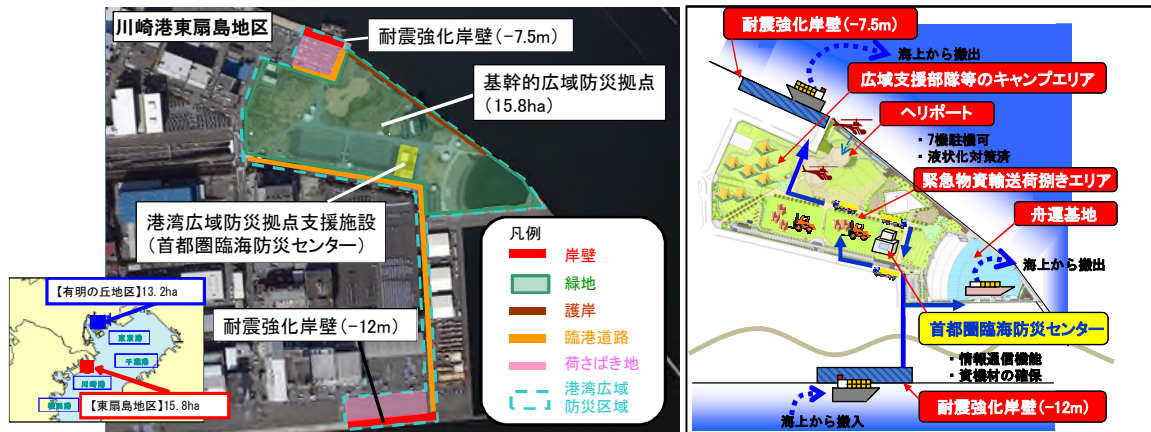 川崎港東扇島地区
耐震強化岸壁(-7.5m)
基幹的広域防災拠点
(15.8ha)
港湾広域防災拠点支援施設
(首都圏臨海防災センター)
耐震強化岸壁(-12m)
凡例
岸壁
緑地
護岸
臨港道路
荷さばき地
港湾広域
防災区域
【有明の丘地区】13.2ha
東京港
千葉港
川崎港
横浜港
【東扇島地区】15.8ha
耐震強化岸壁(-7.5m)
海上から搬出
広域支援部隊等のキャンプエリア
ヘリポート
・7機駐機可
・液状化対策済
緊急物資輸送荷捌きエリア
舟運基地
海上から搬出
首都圏臨海防災センター
・情報通信機能
・資機材の確保
耐震強化岸壁(-12m)
海上から搬入